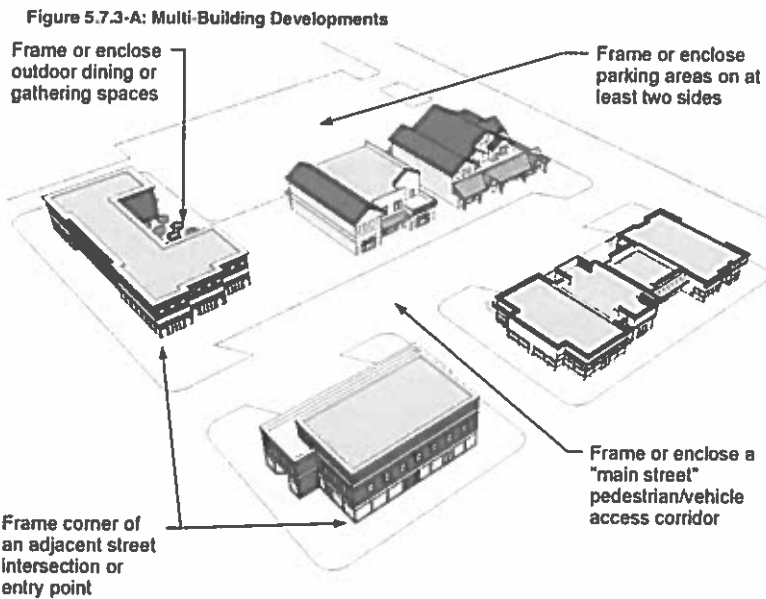 Figure 5.7.3-A: Multi-Building Developments
Frame or enclose
outdoor dining or
gathering spaces
Frame or enclose
parking areas on at
least two sides
Frame or enclose a
"main street"
pedestrian/vehicle
access corridor
Frame corner of
an adjacent street
intersection or
entry point